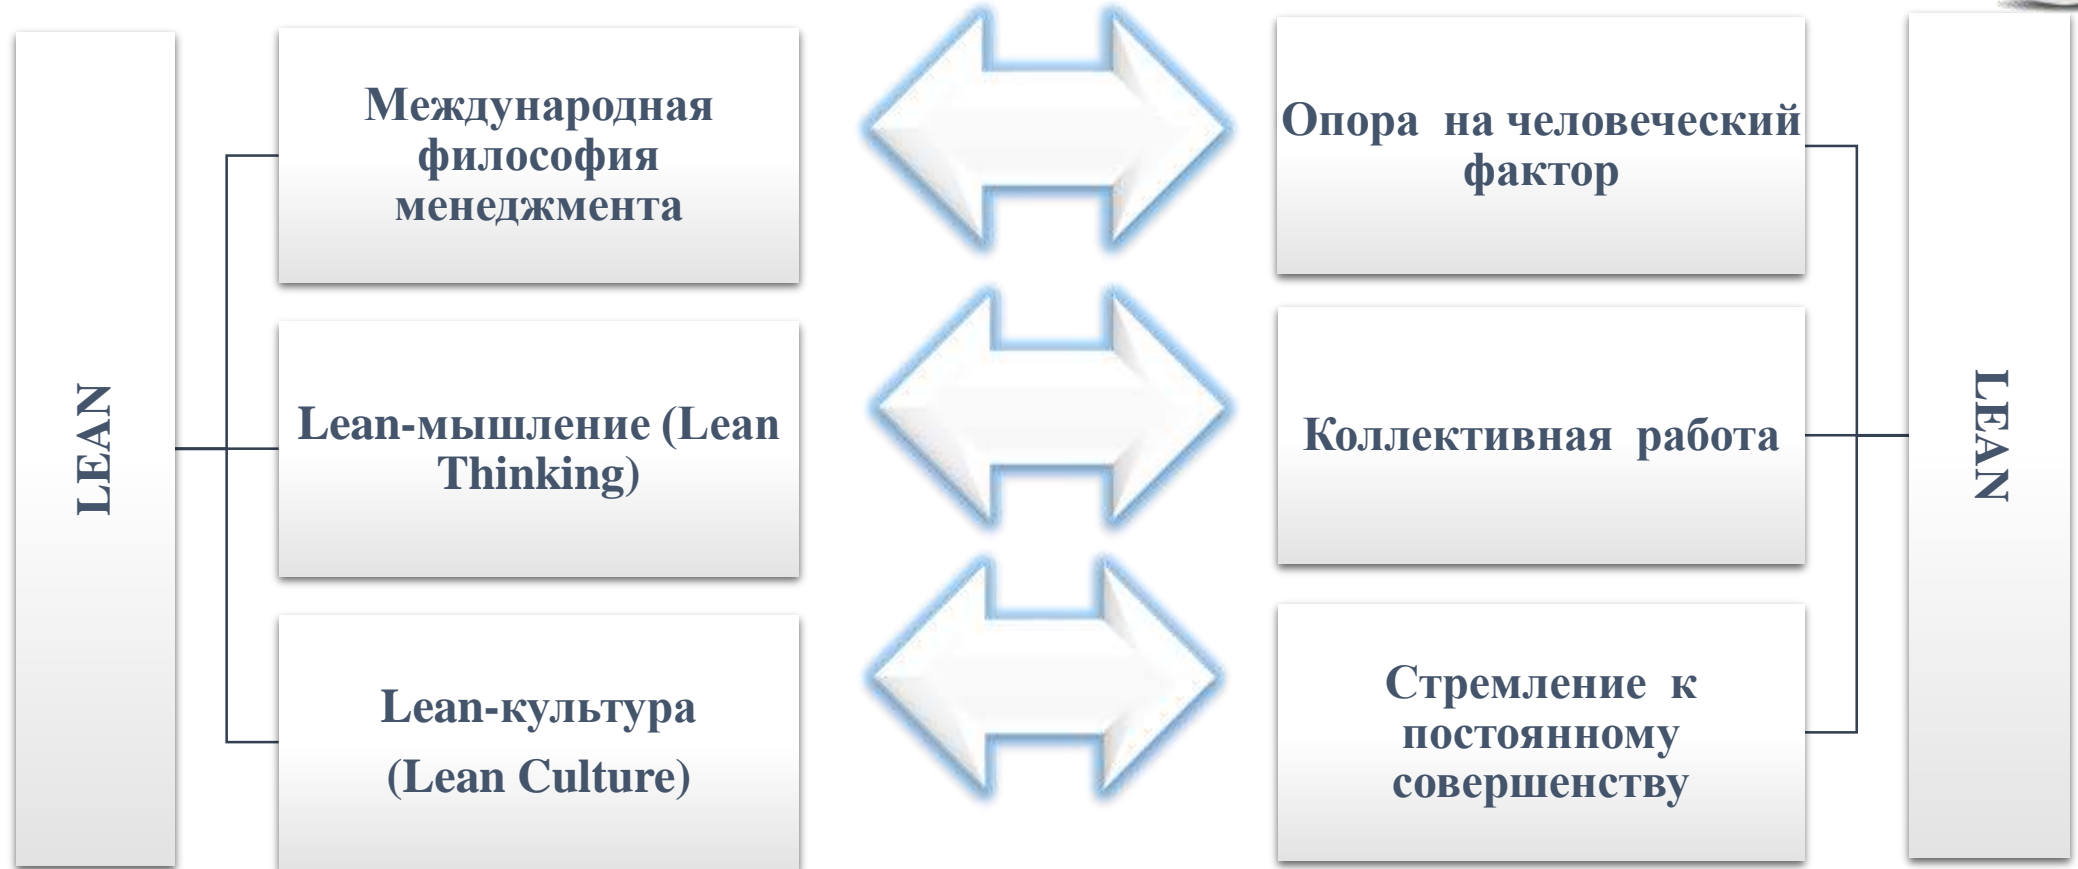 LEAN
Международная
философия
менеджмента
Lean-мышление (Lean
Thinking)
Lean-культура
(Lean Culture)
Опора на человеческий
фактор
Коллективная работа
Стремление к
постоянному
совершенству
LEAN